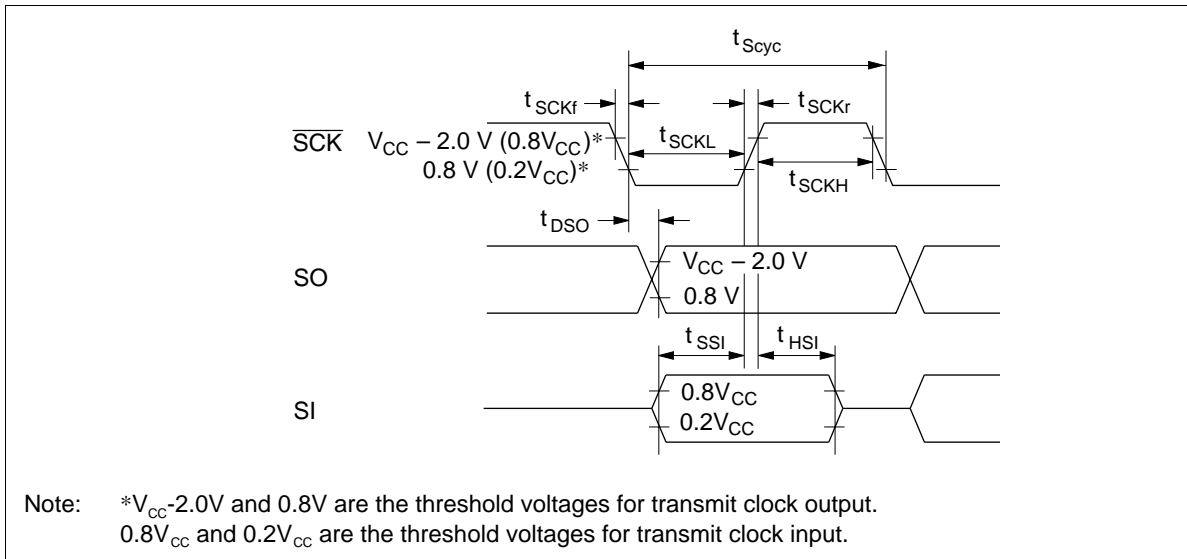 tScyc
tSCKf
tSCKr
SCK VCC – 2.0 V (0.8VCC)*
tSCKL
0.8 V (0.2VCC)*
tSCKH
tDSO
SO
VCC – 2.0 V
0.8 V
tSSI
tHSI
SI
0.8VCC
0.2VCC
Note: *VCC-2.0V and 0.8V are the threshold voltages for transmit clock output.
0.8VCC and 0.2VCC are the threshold voltages for transmit clock input.